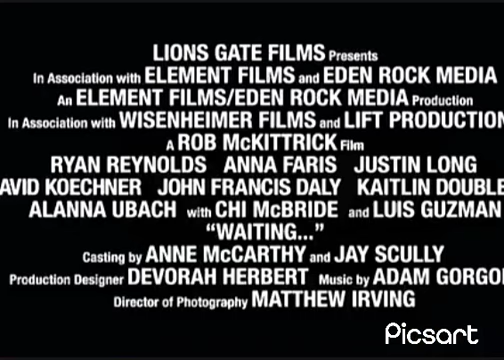 LIONS GATE FILMS Presents
In Association with ELEMENT FILMS and EDEN ROCK MEDIA
An ELEMENT FILMS/EDEN ROCK MEDIA Production
In Association with WISENHEIMER FILMS and LIFT PRODUCTION
A ROB McKITTRICK Film
RYAN REYNOLDS ANNA FARIS JUSTIN LONG
AVID KOECHNER JOHN FRANCIS DALY KAITLIN DOUBLE
ALANNA UBACH with CHI McBRIDE and LUIS GUZMAN
“WAITING...”
Casting by ANNE McCARTHY and JAY SCULLY
Production Designer DEVORAH HERBERT Music by ADAM GORGO
Director of Photography MATTHEW IRVING
Picsart